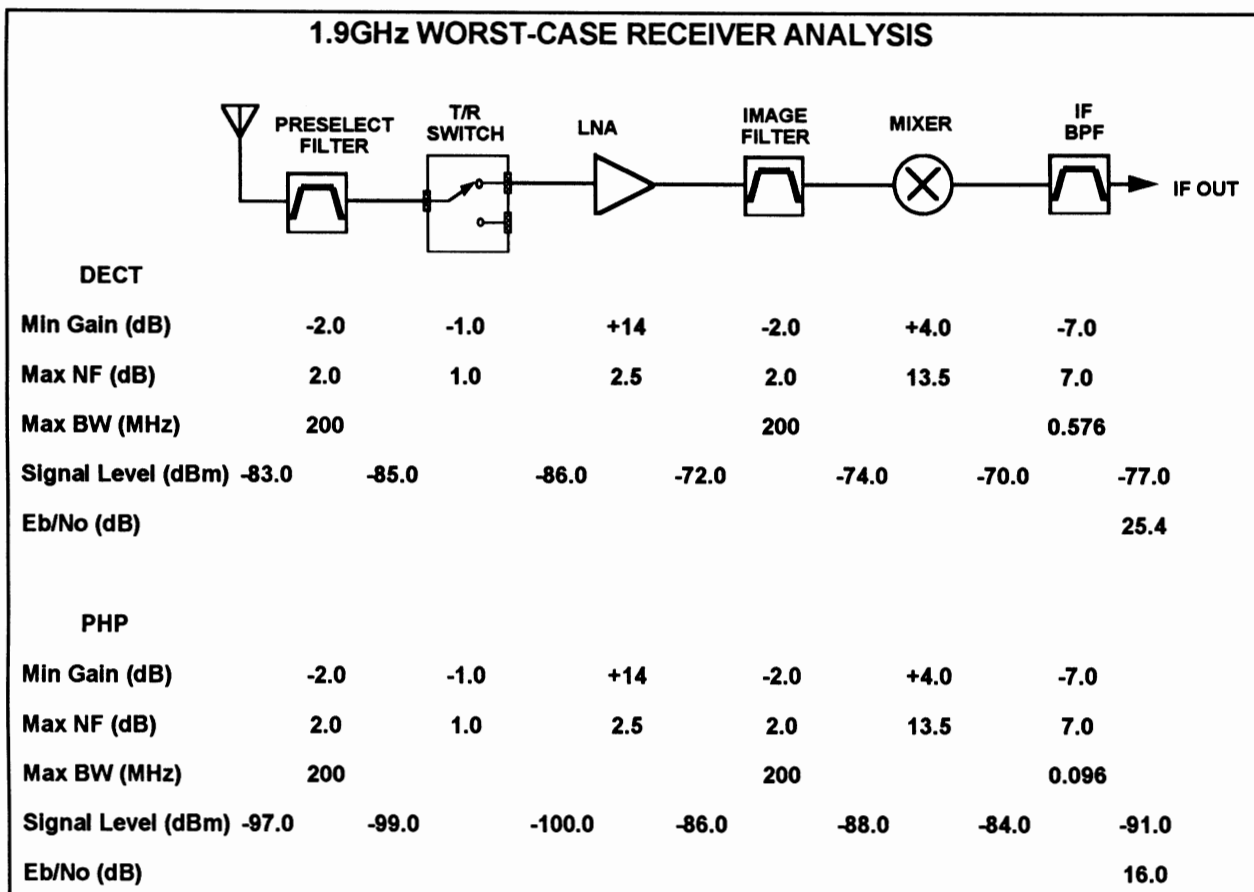 1.9GHz WORST-CASE RECEIVER ANALYSIS
PRESELECT
FILTER
T/R
SWITCH
LNA
IMAGE
FILTER
MIXER
IF
BPF
IF OUT
DECT
Min Gain (dB) -2.0 -1.0 +14 -2.0 +4.0 -7.0
Max NF (dB) 2.0 1.0 2.5 2.0 13.5 7.0
Max BW (MHz) 200 200 0.576
Signal Level (dBm) -83.0 -85.0 -86.0 -72.0 -74.0 -70.0 -77.0
Eb/No (dB) 25.4
PHP
Min Gain (dB) -2.0 -1.0 +14 -2.0 +4.0 -7.0
Max NF (dB) 2.0 1.0 2.5 2.0 13.5 7.0
Max BW (MHz) 200 200 0.096
Signal Level (dBm) -97.0 -99.0 -100.0 -86.0 -88.0 -84.0 -91.0
Eb/No (dB) 16.0